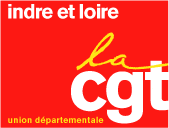 indre et loire
la
cgt
union départementale